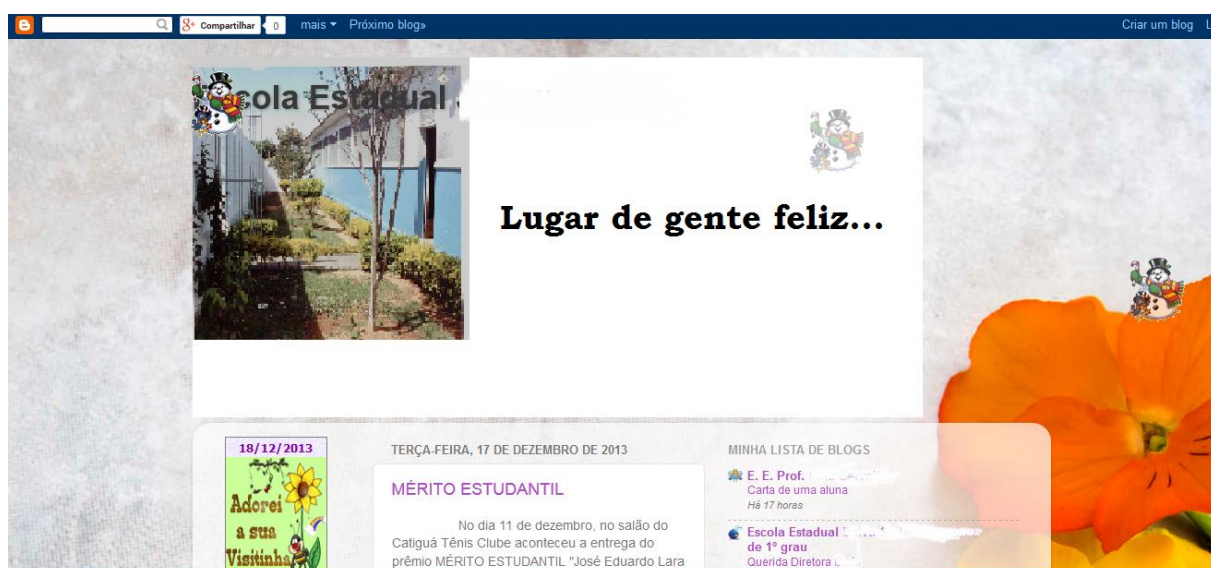 Compartilhar 0 mais Próximo blog» Criar um blog
Escola Estadual
Lugar de gente feliz...
18/12/2013
Adorei
a sua
Visitinha
TERÇA-FEIRA, 17 DE DEZEMBRO DE 2013
MÉRITO ESTUDANTIL
No dia 11 de dezembro, no salão do
Catiguá Tênis Clube aconteceu a entrega do
prêmio MÉRITO ESTUDANTIL "José Eduardo Lara
MINHA LISTA DE BLOGS
E. E. Prof.
Carta de uma aluna
Há 17 horas
Escola Estadual
de 1º grau
Querida Diretora